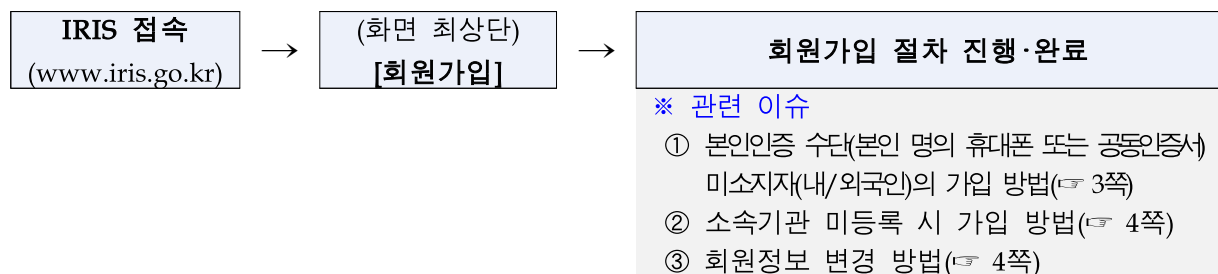 IRIS 접속
(www.iris.go.kr)
→
(화면 최상단)
[회원가입]
→
회원가입 절차 진행·완료
※ 관련 이슈
① 본인인증 수단(본인 명의 휴대폰 또는 공동인증서)
미소지자(내/외국인)의 가입 방법(☞ 3쪽)
② 소속기관 미등록 시 가입 방법(☞ 4쪽)
③ 회원정보 변경 방법(☞ 4쪽)